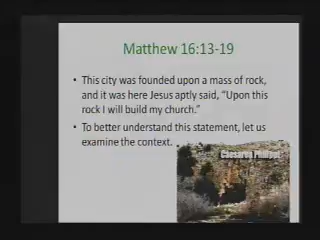 Matthew 16:13-19
• This city was founded upon a mass of rock,
and it was here Jesus aptly said, “Upon this
rock I will build my church.”
• To better understand this statement, let us
examine the context.
Caesarea Philippi